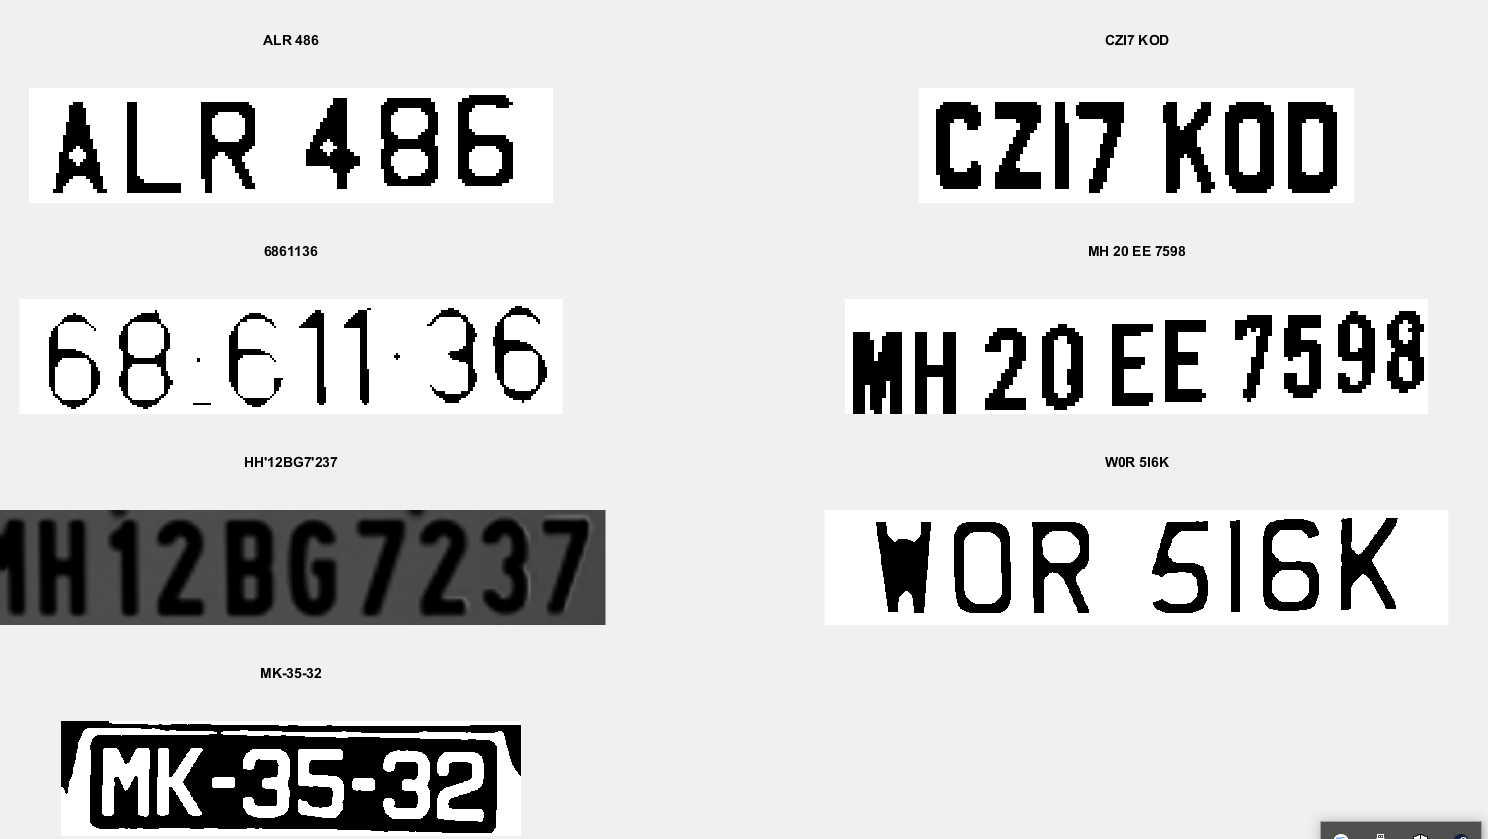 ALR 486
ALR 486
CZI7 KOD
CZI7 KOD
6861136
68·611·36
MH 20 EE 7598
MH 20 EE 7598
HH'12BG7'237
MH12BG7237
W0R 5I6K
WOR 516K
MK-35-32
MK-35-32